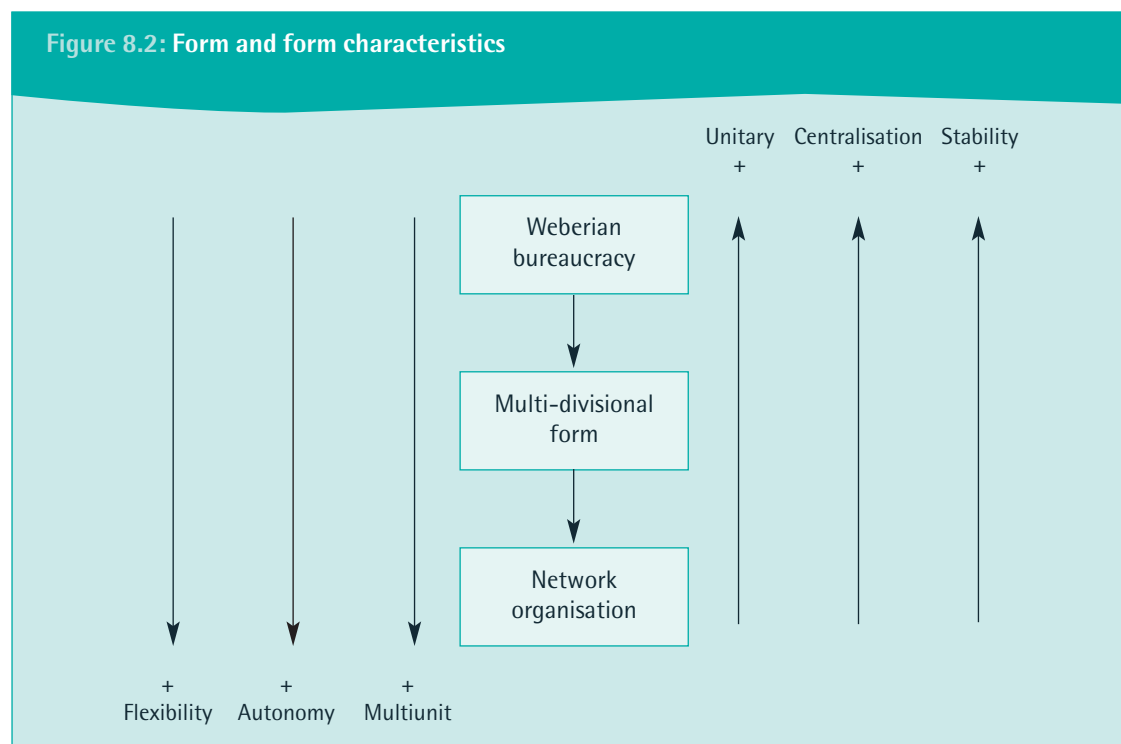 Figure 8.2: Form and form characteristics
Unitary Centralisation Stability
+ + +
Weberian
bureaucracy
Multi-divisional
form
Network
organisation
+ + +
Flexibility Autonomy Multiunit